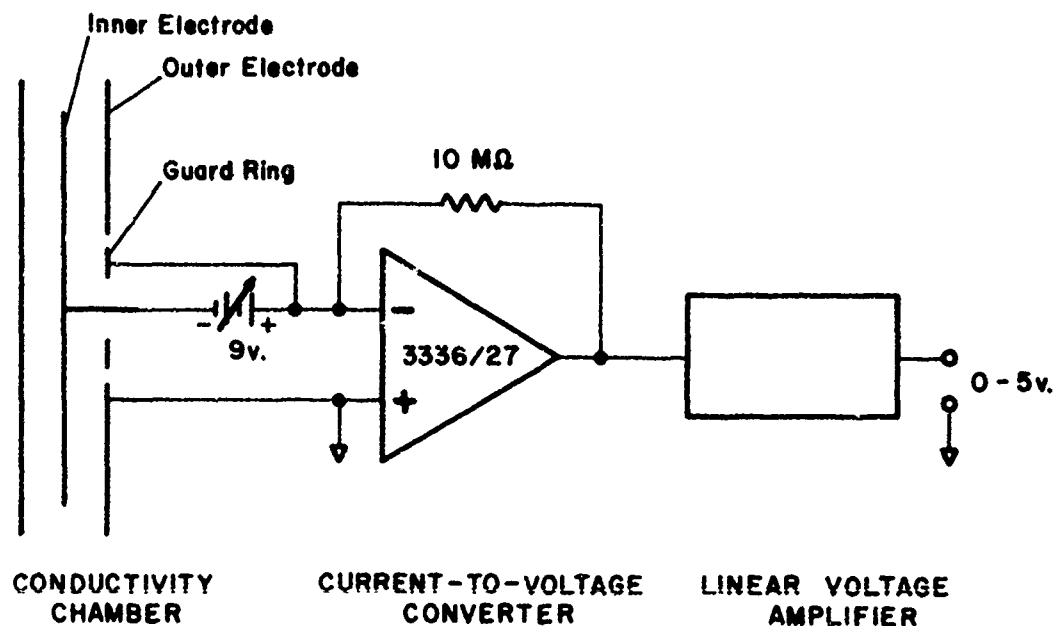 Inner Electrode
Outer Electrode
Guard Ring
10 MΩ
-
+
9v.
-
3336/27
+
0-5v.
CONDUCTIVITY
CHAMBER
CURRENT-TO-VOLTAGE
CONVERTER
LINEAR VOLTAGE
AMPLIFIER